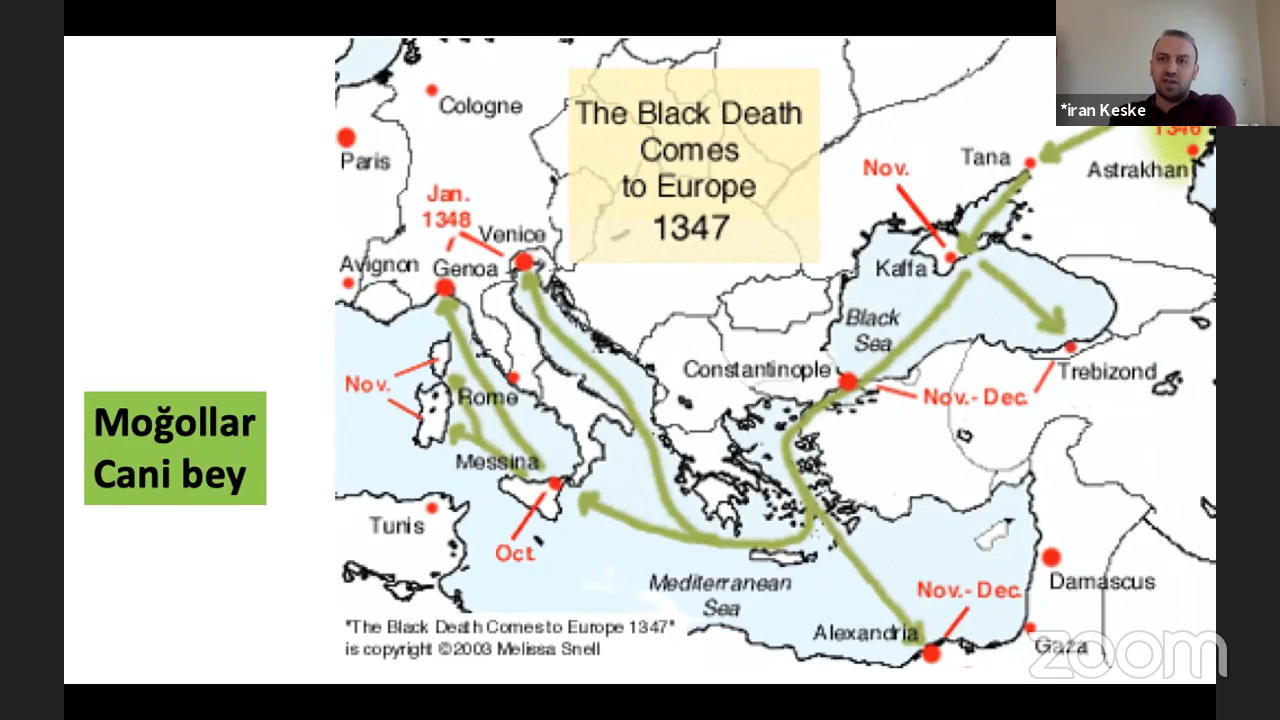 *iran Keske
The Black Death
Comes
to Europe
1347
Cologne
Paris
Jan.
1348
Venice
Avignon
Genoa
Nov.
Tana
1346
Astrakhan
Kaffa
Black
Sea
Constantinople
Trebizond
Nov.- Dec.
Nov.
Rome
Moğollar
Cani bey
Messina
Tunis
Oct.
Mediterranean
Sea
Nov.- Dec.
Damascus
Alexandria
Gaza
"The Black Death Comes to Europe 1347"
is copyright ©2003 Melissa Snell
zoom